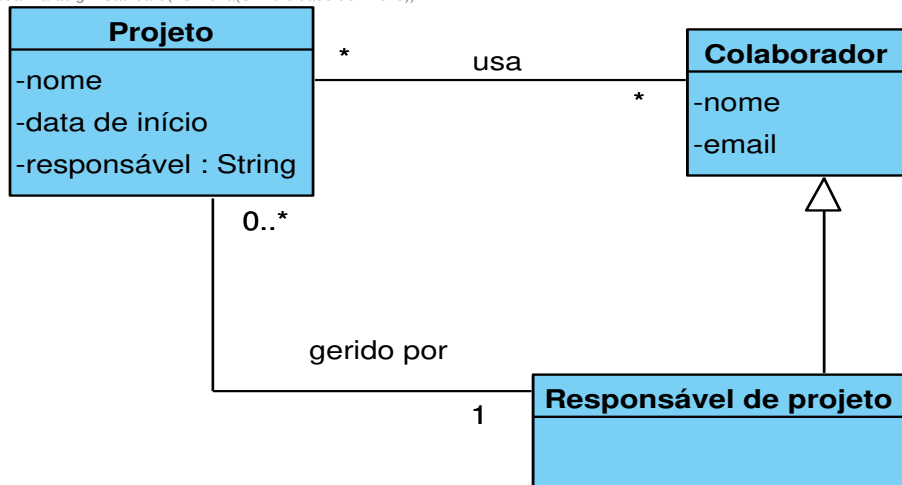 Projeto
-nome
-data de início
-responsável : String
*
usa
*
Colaborador
-nome
-email
0..*
gerido por
1
Responsável de projeto